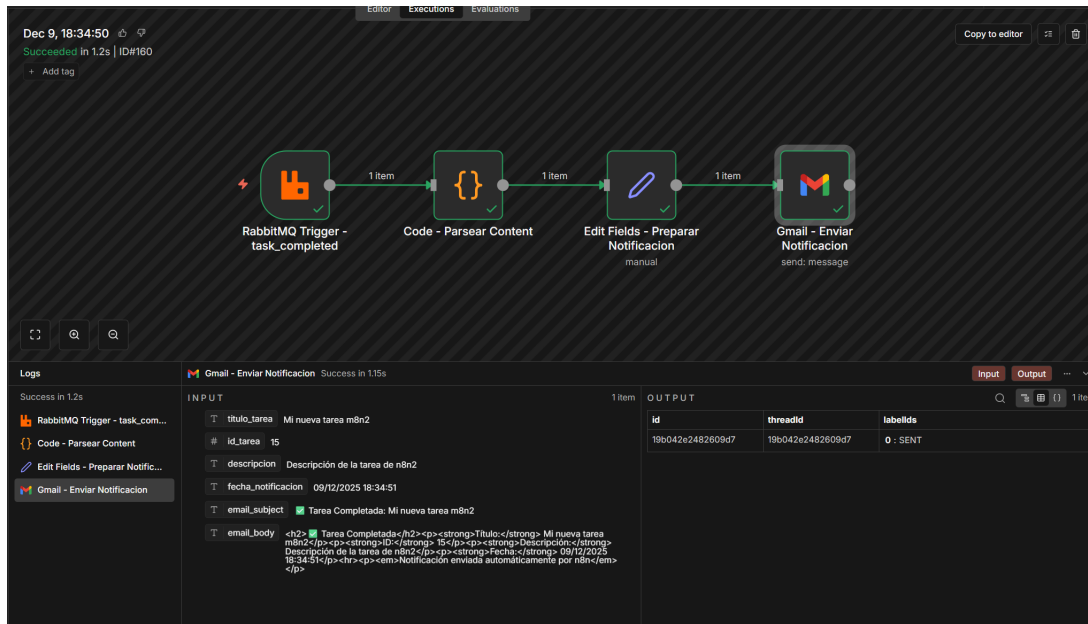 Editor Executions Evaluations
Dec 9, 18:34:50
Succeeded in 1.2s | ID#160
+ Add tag
Copy to editor
1 item
1 item
1 item
RabbitMQ Trigger -
task_completed
Code - Parsear Content
Edit Fields - Preparar
Notificacion
manual
Gmail - Enviar
Notificacion
send: message
Logs
Gmail - Enviar Notificacion Success in 1.15s
Input Output
Success in 1.2s
RabbitMQ Trigger - task_com...
Code - Parsear Content
Edit Fields - Preparar Notific...
Gmail - Enviar Notificacion
INPUT
1 item
T titulo_tarea Mi nueva tarea m8n2
# id_tarea 15
T descripcion Descripción de la tarea de n8n2
T fecha_notificacion 09/12/2025 18:34:51
T email_subject ✅ Tarea Completada: Mi nueva tarea m8n2
T email_body <h2>✅ Tarea Completada</h2><p><strong>Título:</strong> Mi nueva tarea
m8n2</p><p><strong>ID:</strong> 15</p><p><strong>Descripción:</strong>
Descripción de la tarea de n8n2</p><p><strong>Fecha:</strong> 09/12/2025
18:34:51</p><hr><p><em>Notificación enviada automáticamente por n8n</em>
</p>
OUTPUT
1 ite
id threadId labelIds
19b042e2482609d7 19b042e2482609d7 0 : SENT